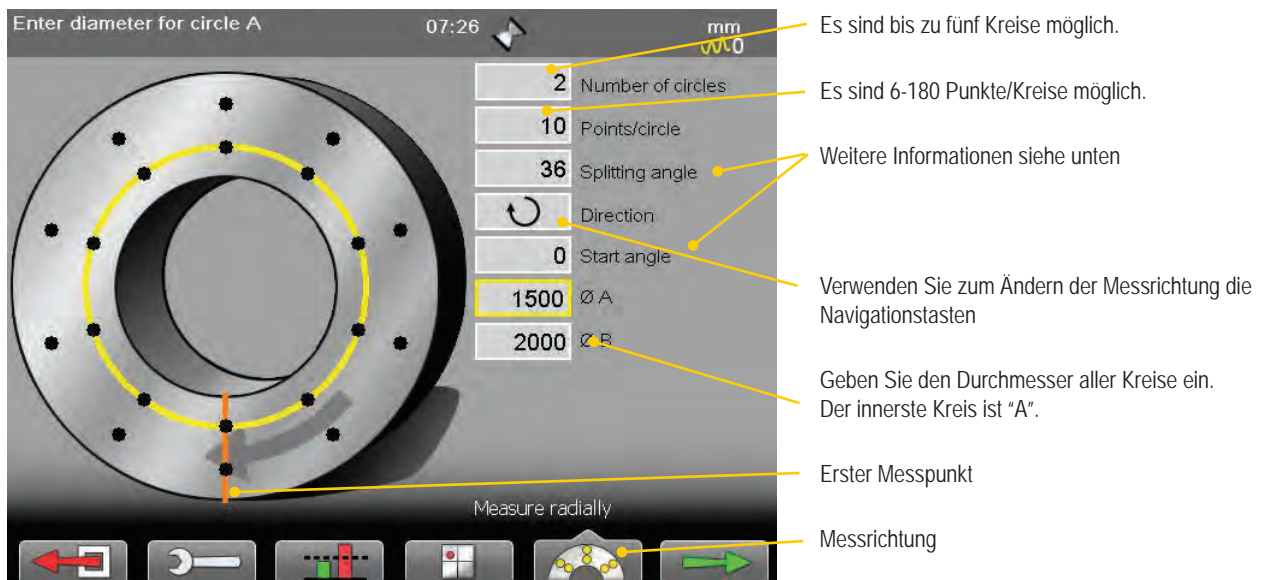 Enter diameter for circle A
07:26
mm
0
2 Number of circles
10 Points/circle
36 Splitting angle
Direction
0 Start angle
1500 Ø A
2000 Ø B
Measure radially
Es sind bis zu fünf Kreise möglich.
Es sind 6-180 Punkte/Kreise möglich.
Weitere Informationen siehe unten
Verwenden Sie zum Ändern der Messrichtung die
Navigationstasten
Geben Sie den Durchmesser aller Kreise ein.
Der innerste Kreis ist “A”.
Erster Messpunkt
Messrichtung